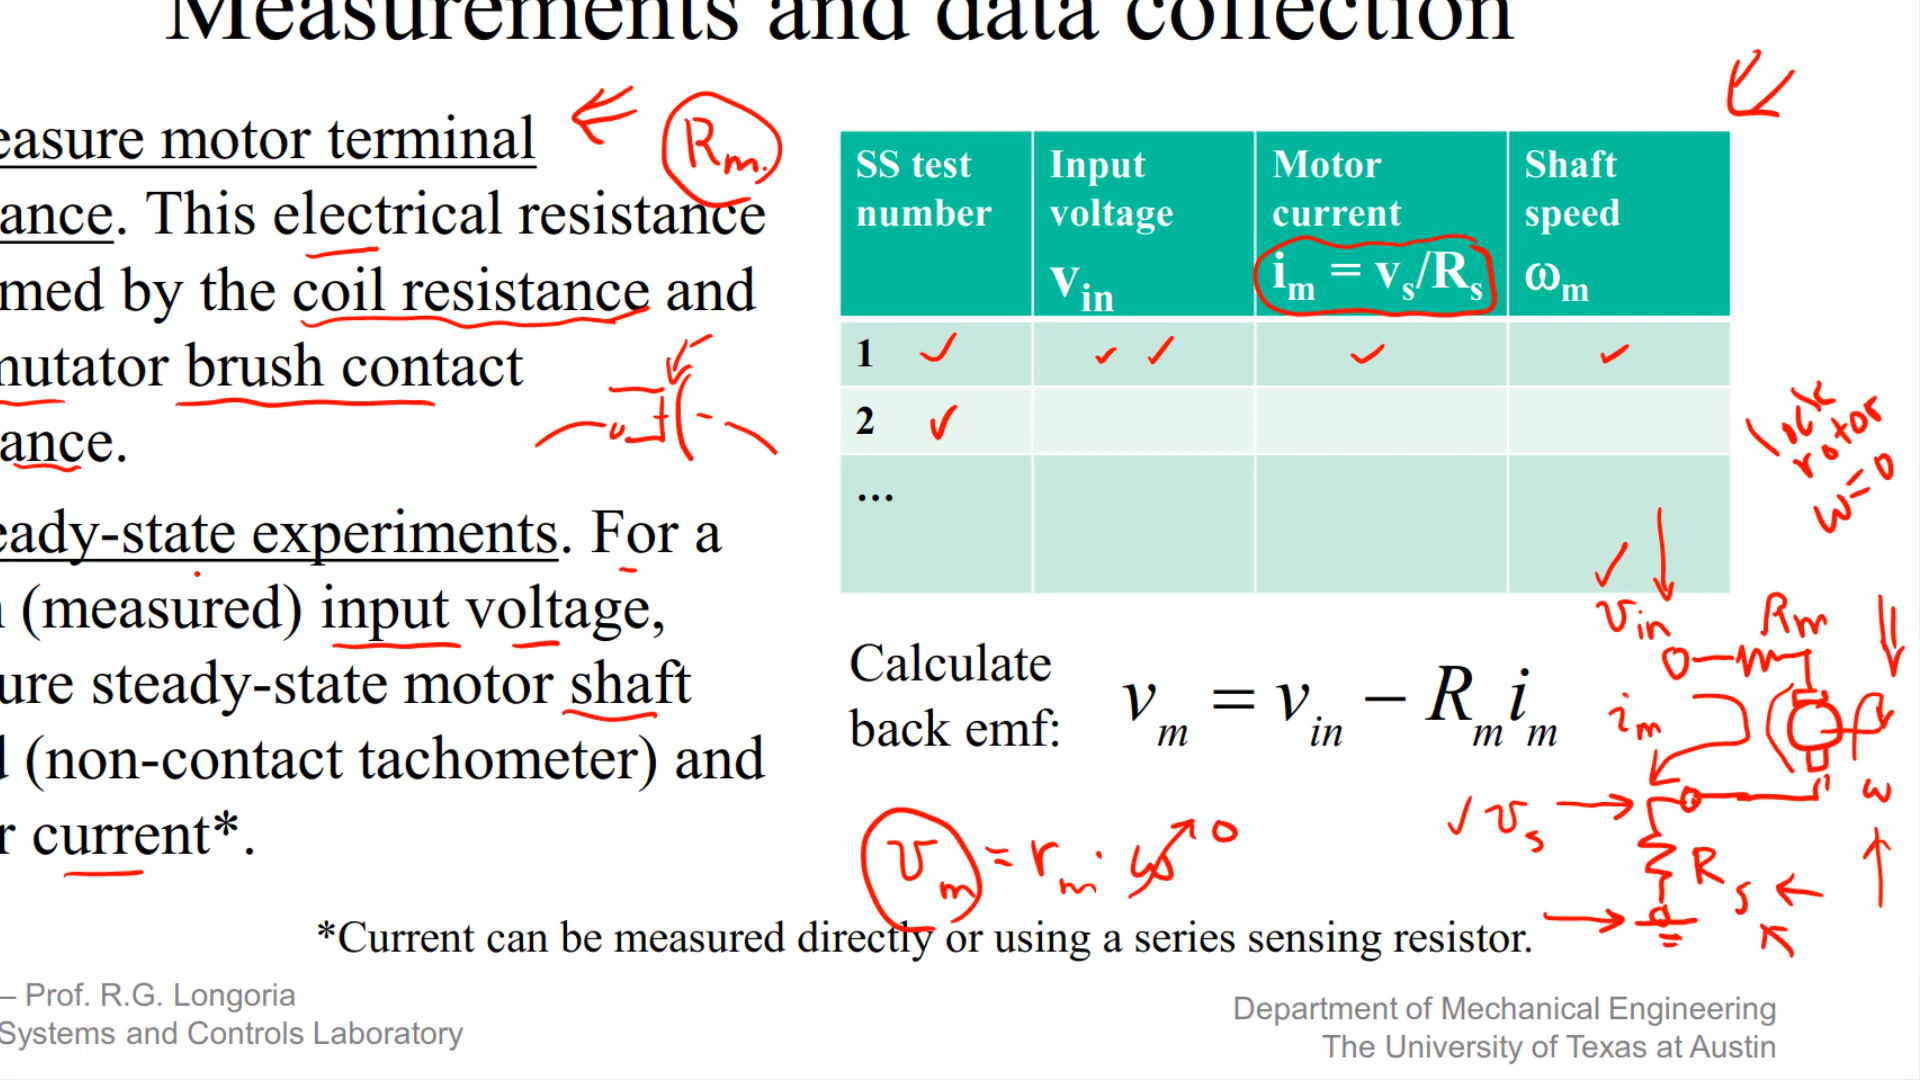 Measurements and data collection
easure motor terminal
ance. This electrical resistance
med by the coil resistance and
mutator brush contact
ance.
eady-state experiments. For a
(measured) input voltage,
ure steady-state motor shaft
(non-contact tachometer) and
r current*.
Rm.
SS test number
Input voltage vin
Motor current im = vs/Rs
Shaft speed ωm
1
2
...
lock
rotor
ω=0
Calculate
back emf:
vm = vin − Rm im
vm = rm · ω 0
vin
Rm
im
ω
vs
Rs
*Current can be measured directly or using a series sensing resistor.
– Prof. R.G. Longoria
Systems and Controls Laboratory
Department of Mechanical Engineering
The University of Texas at Austin